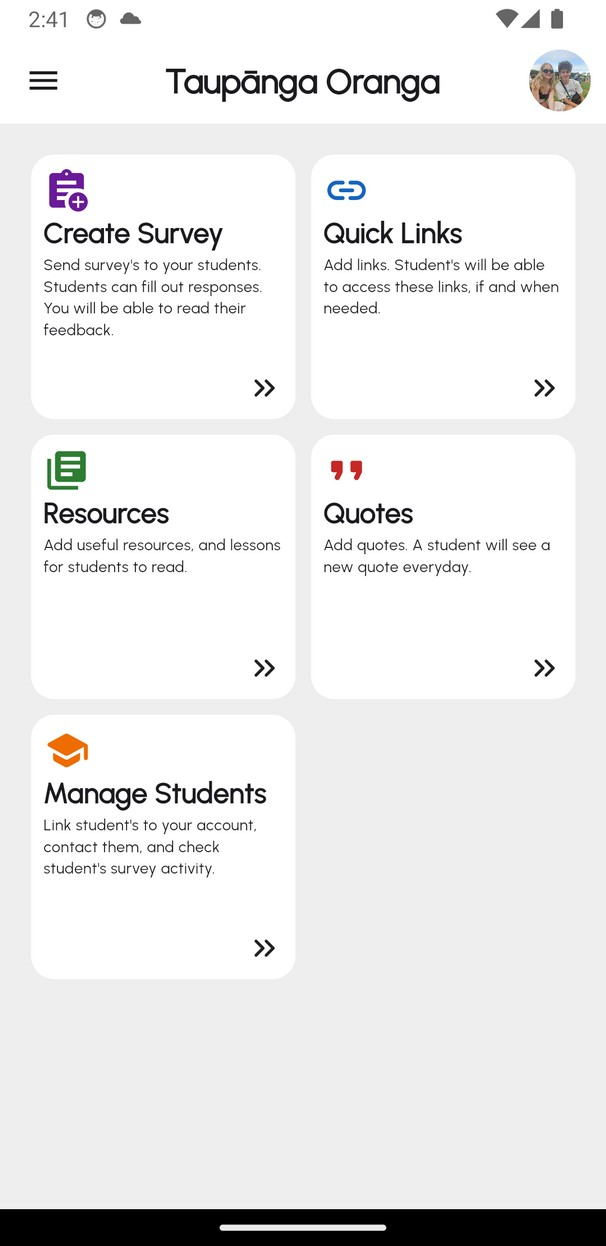 2:41
Taupānga Oranga
Create Survey
Send survey's to your students.
Students can fill out responses.
You will be able to read their
feedback.
Quick Links
Add links. Student's will be able
to access these links, if and when
needed.
Resources
Add useful resources, and lessons
for students to read.
Quotes
Add quotes. A student will see a
new quote everyday.
Manage Students
Link student's to your account,
contact them, and check
student's survey activity.